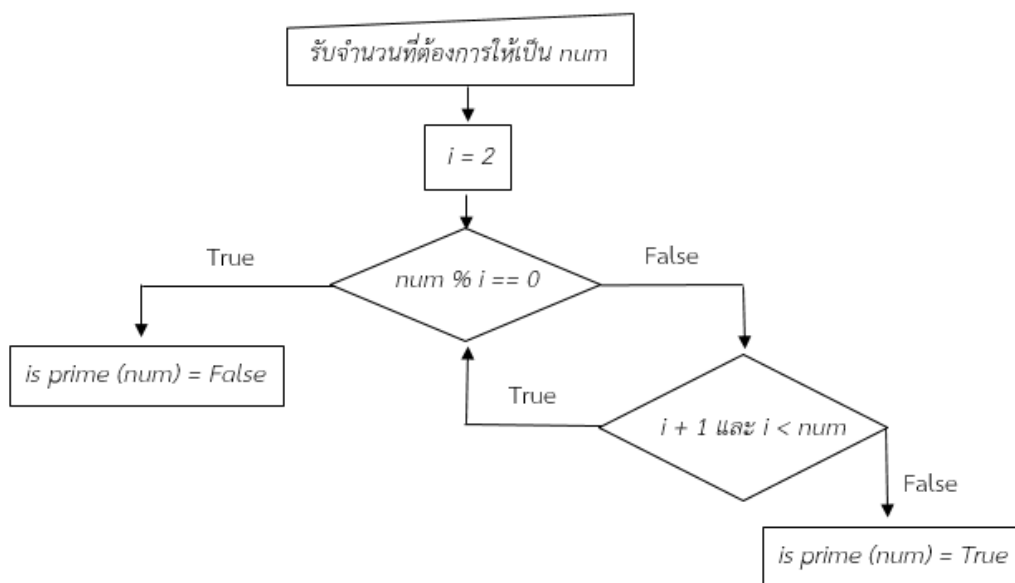 รับจำนวนที่ต้องการให้เป็น num
i = 2
True
False
num % i == 0
is prime (num) = False
True
i + 1 และ i < num
False
is prime (num) = True